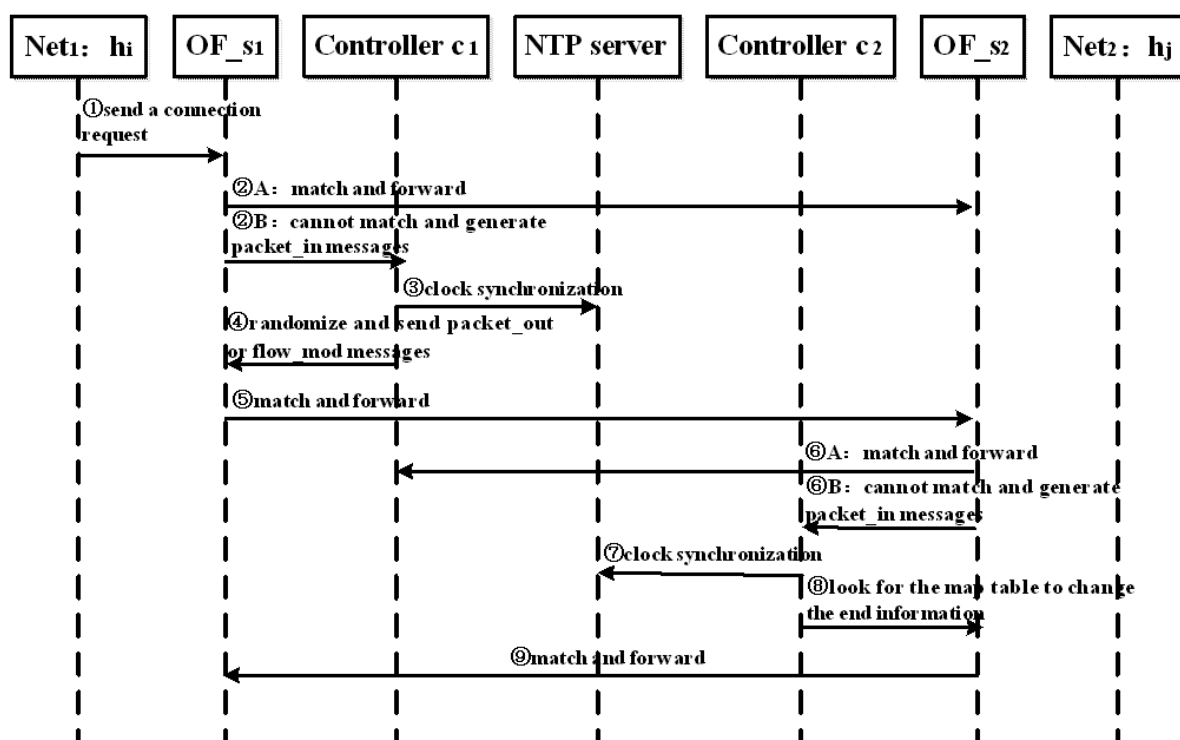 Net1: hi
OF_s1
Controller c1
NTP server
Controller c2
OF_s2
Net2: hj
①send a connection
request
②A: match and forward
②B: cannot match and generate
packet_in messages
③clock synchronization
④randomize and send packet_out
or flow_mod messages
⑤match and forward
⑥A: match and forward
⑥B: cannot match and generate
packet_in messages
⑦clock synchronization
⑧look for the map table to change
the end information
⑨match and forward